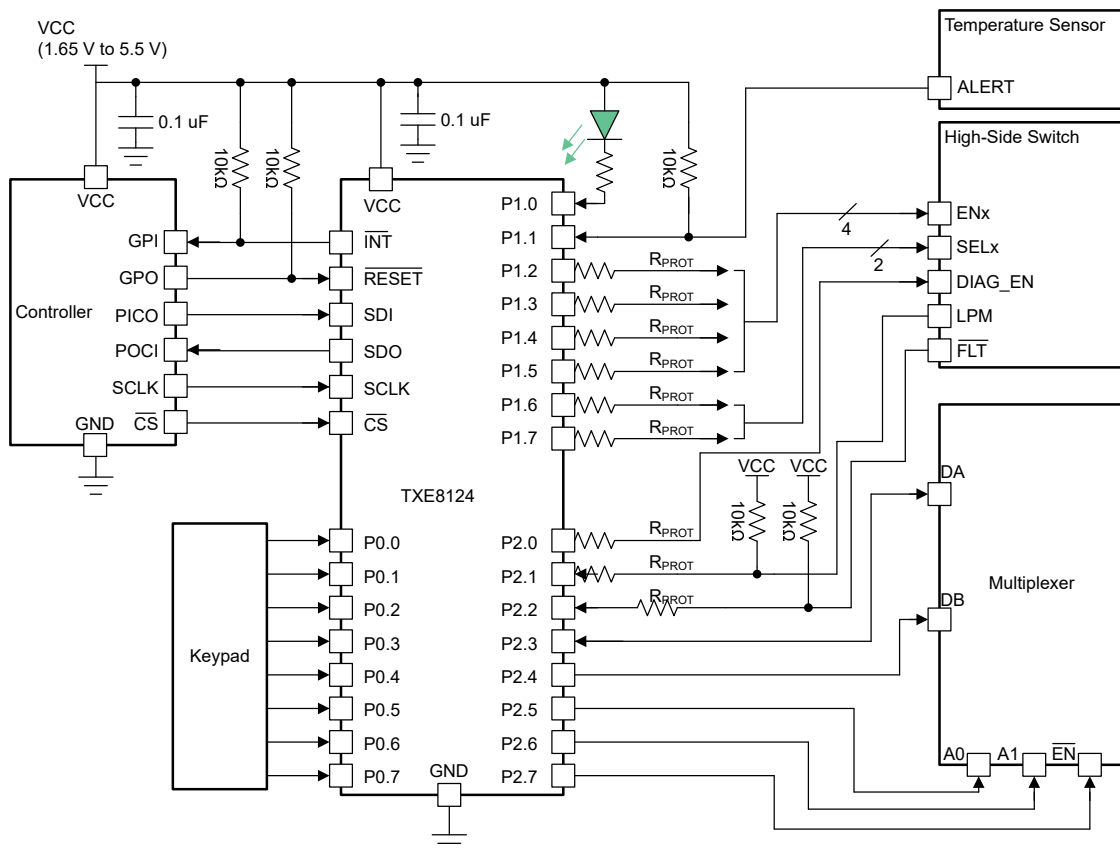 VCC
(1.65 V to 5.5 V)
0.1 uF
10kΩ
10kΩ
0.1 uF
10kΩ
Temperature Sensor
ALERT
High-Side Switch
ENx
SELx
DIAG_EN
LPM
FLT
4
2
Controller
VCC
GPI
GPO
PICO
POCI
SCLK
CS
GND
TXE8124
VCC
INT
RESET
SDI
SDO
SCLK
CS
P1.0
P1.1
P1.2
P1.3
P1.4
P1.5
P1.6
P1.7
RPROT
RPROT
RPROT
RPROT
RPROT
RPROT
VCC
VCC
10kΩ
10kΩ
Keypad
P0.0
P0.1
P0.2
P0.3
P0.4
P0.5
P0.6
P0.7
GND
P2.0
P2.1
P2.2
P2.3
P2.4
P2.5
P2.6
P2.7
RPROT
RPROT
RPROT
Multiplexer
DA
DB
A0
A1
EN